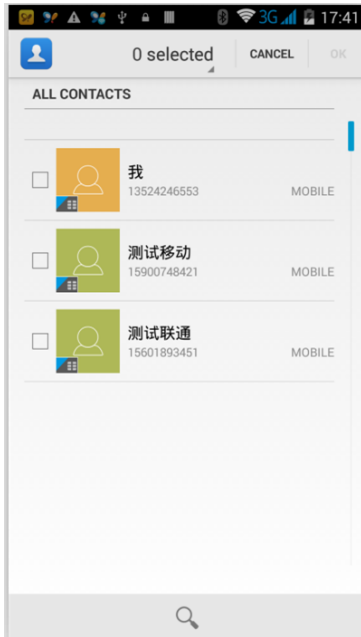 3G 17:41
0 selected CANCEL OK
ALL CONTACTS
我
13524246553 MOBILE
测试移动
15900748421 MOBILE
测试联通
15601893451 MOBILE